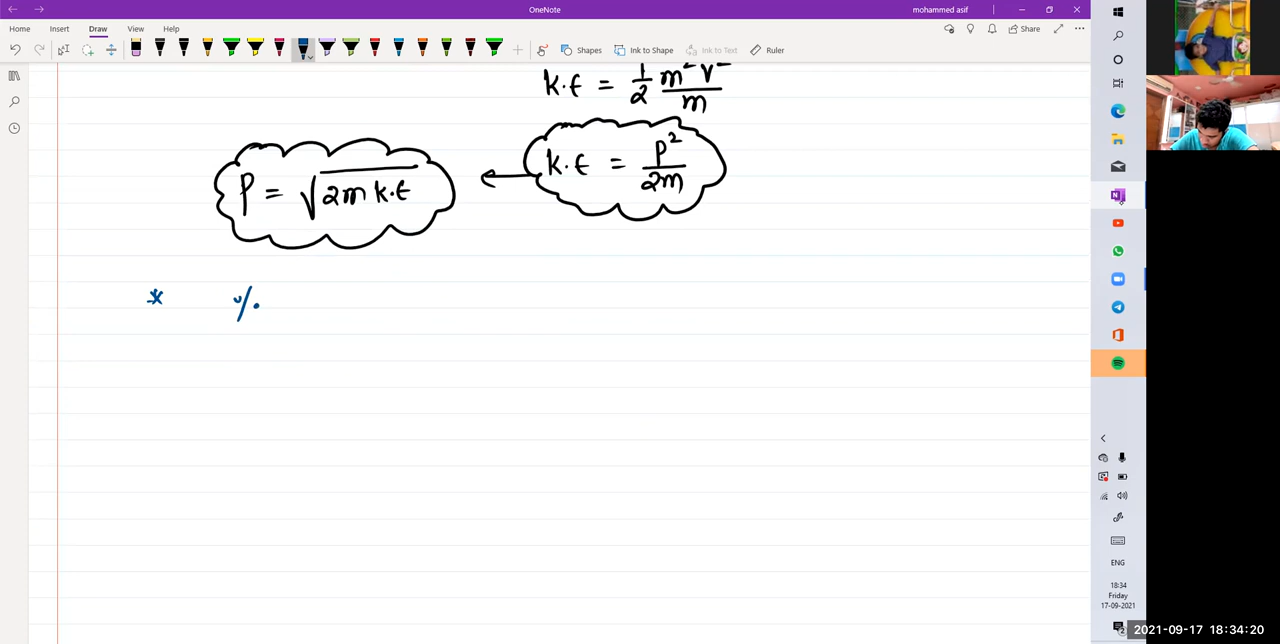 OneNote
mohammed asif
Home Insert Draw View Help
Share
Shapes Ink to Shape Ink to Text Ruler
K.E = 1/2 m²v²/m
P = √2m K.E
K.E = P²/2m
* %
ENG
18:34
Friday
17-09-2021
2021-09-17 18:34:20